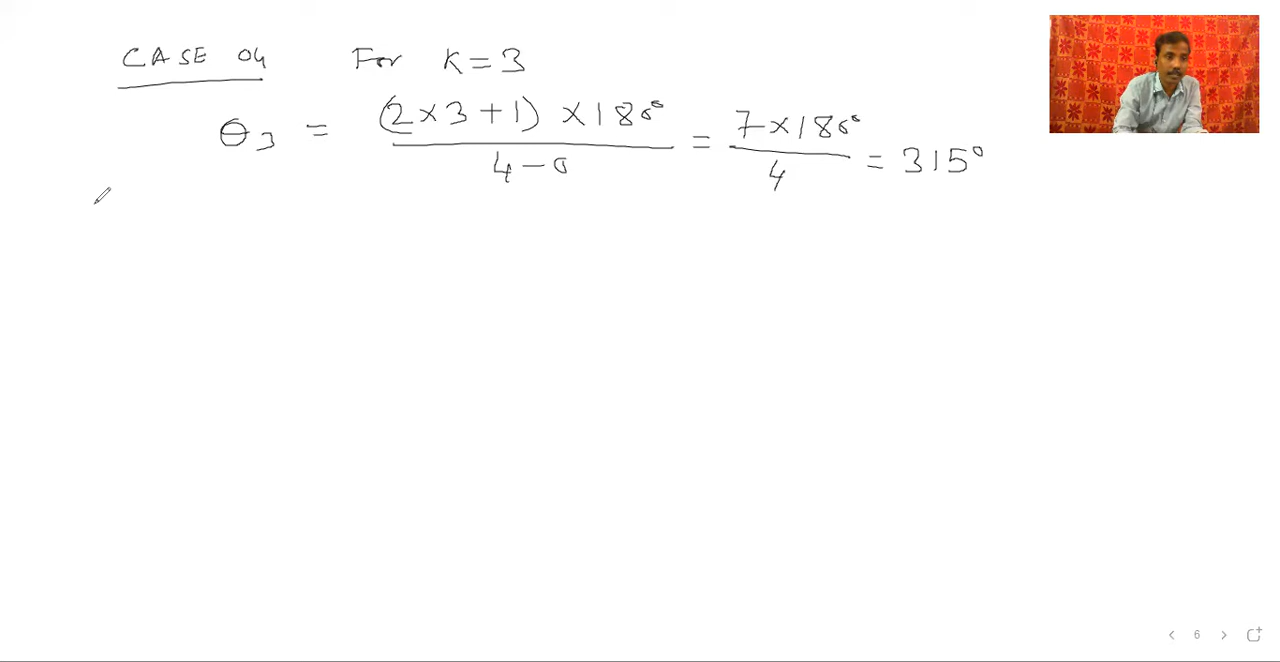 CASE 04 For K = 3
θ3 = (2 × 3 + 1) × 180° / 4 − 0 = 7 × 180° / 4 = 315°
6